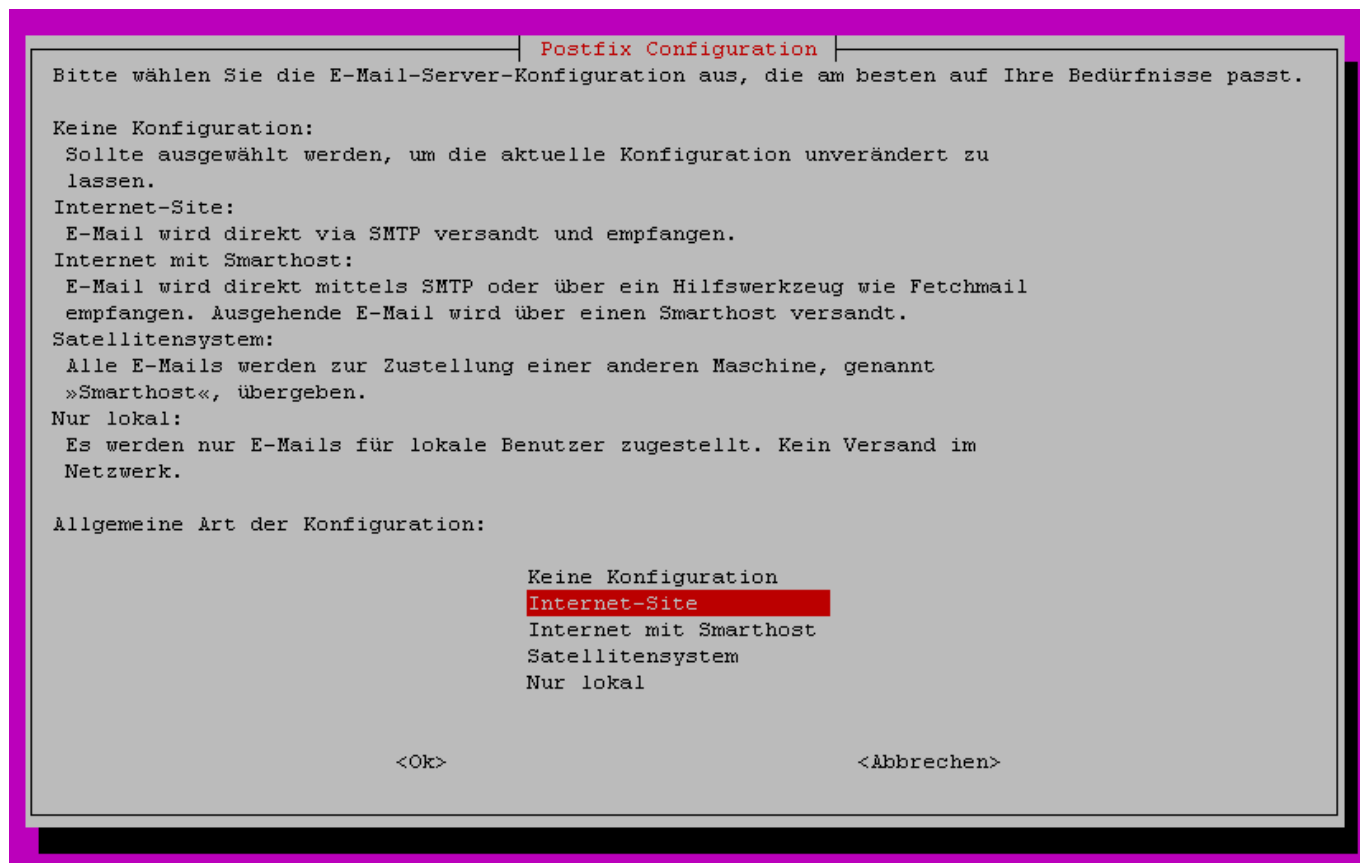 Postfix Configuration
Bitte wählen Sie die E-Mail-Server-Konfiguration aus, die am besten auf Ihre Bedürfnisse passt.
Keine Konfiguration:
Sollte ausgewählt werden, um die aktuelle Konfiguration unverändert zu
lassen.
Internet-Site:
E-Mail wird direkt via SMTP versandt und empfangen.
Internet mit Smarthost:
E-Mail wird direkt mittels SMTP oder über ein Hilfswerkzeug wie Fetchmail
empfangen. Ausgehende E-Mail wird über einen Smarthost versandt.
Satellitensystem:
Alle E-Mails werden zur Zustellung einer anderen Maschine, genannt
»Smarthost«, übergeben.
Nur lokal:
Es werden nur E-Mails für lokale Benutzer zugestellt. Kein Versand im
Netzwerk.
Allgemeine Art der Konfiguration:
Keine Konfiguration
Internet-Site
Internet mit Smarthost
Satellitensystem
Nur lokal
<Ok> <Abbrechen>